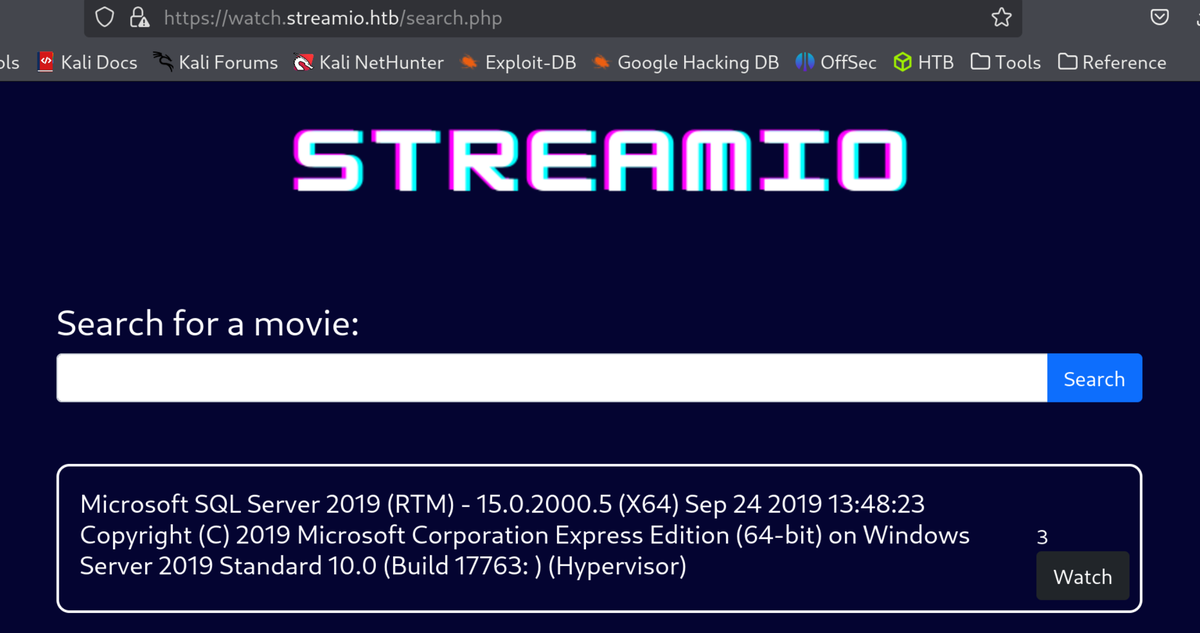 https://watch.streamio.htb/search.php
ols Kali Docs Kali Forums Kali NetHunter Exploit-DB Google Hacking DB OffSec HTB Tools Reference
STREAMIO
Search for a movie:
Search
Microsoft SQL Server 2019 (RTM) - 15.0.2000.5 (X64) Sep 24 2019 13:48:23
Copyright (C) 2019 Microsoft Corporation Express Edition (64-bit) on Windows
Server 2019 Standard 10.0 (Build 17763: ) (Hypervisor)
3
Watch